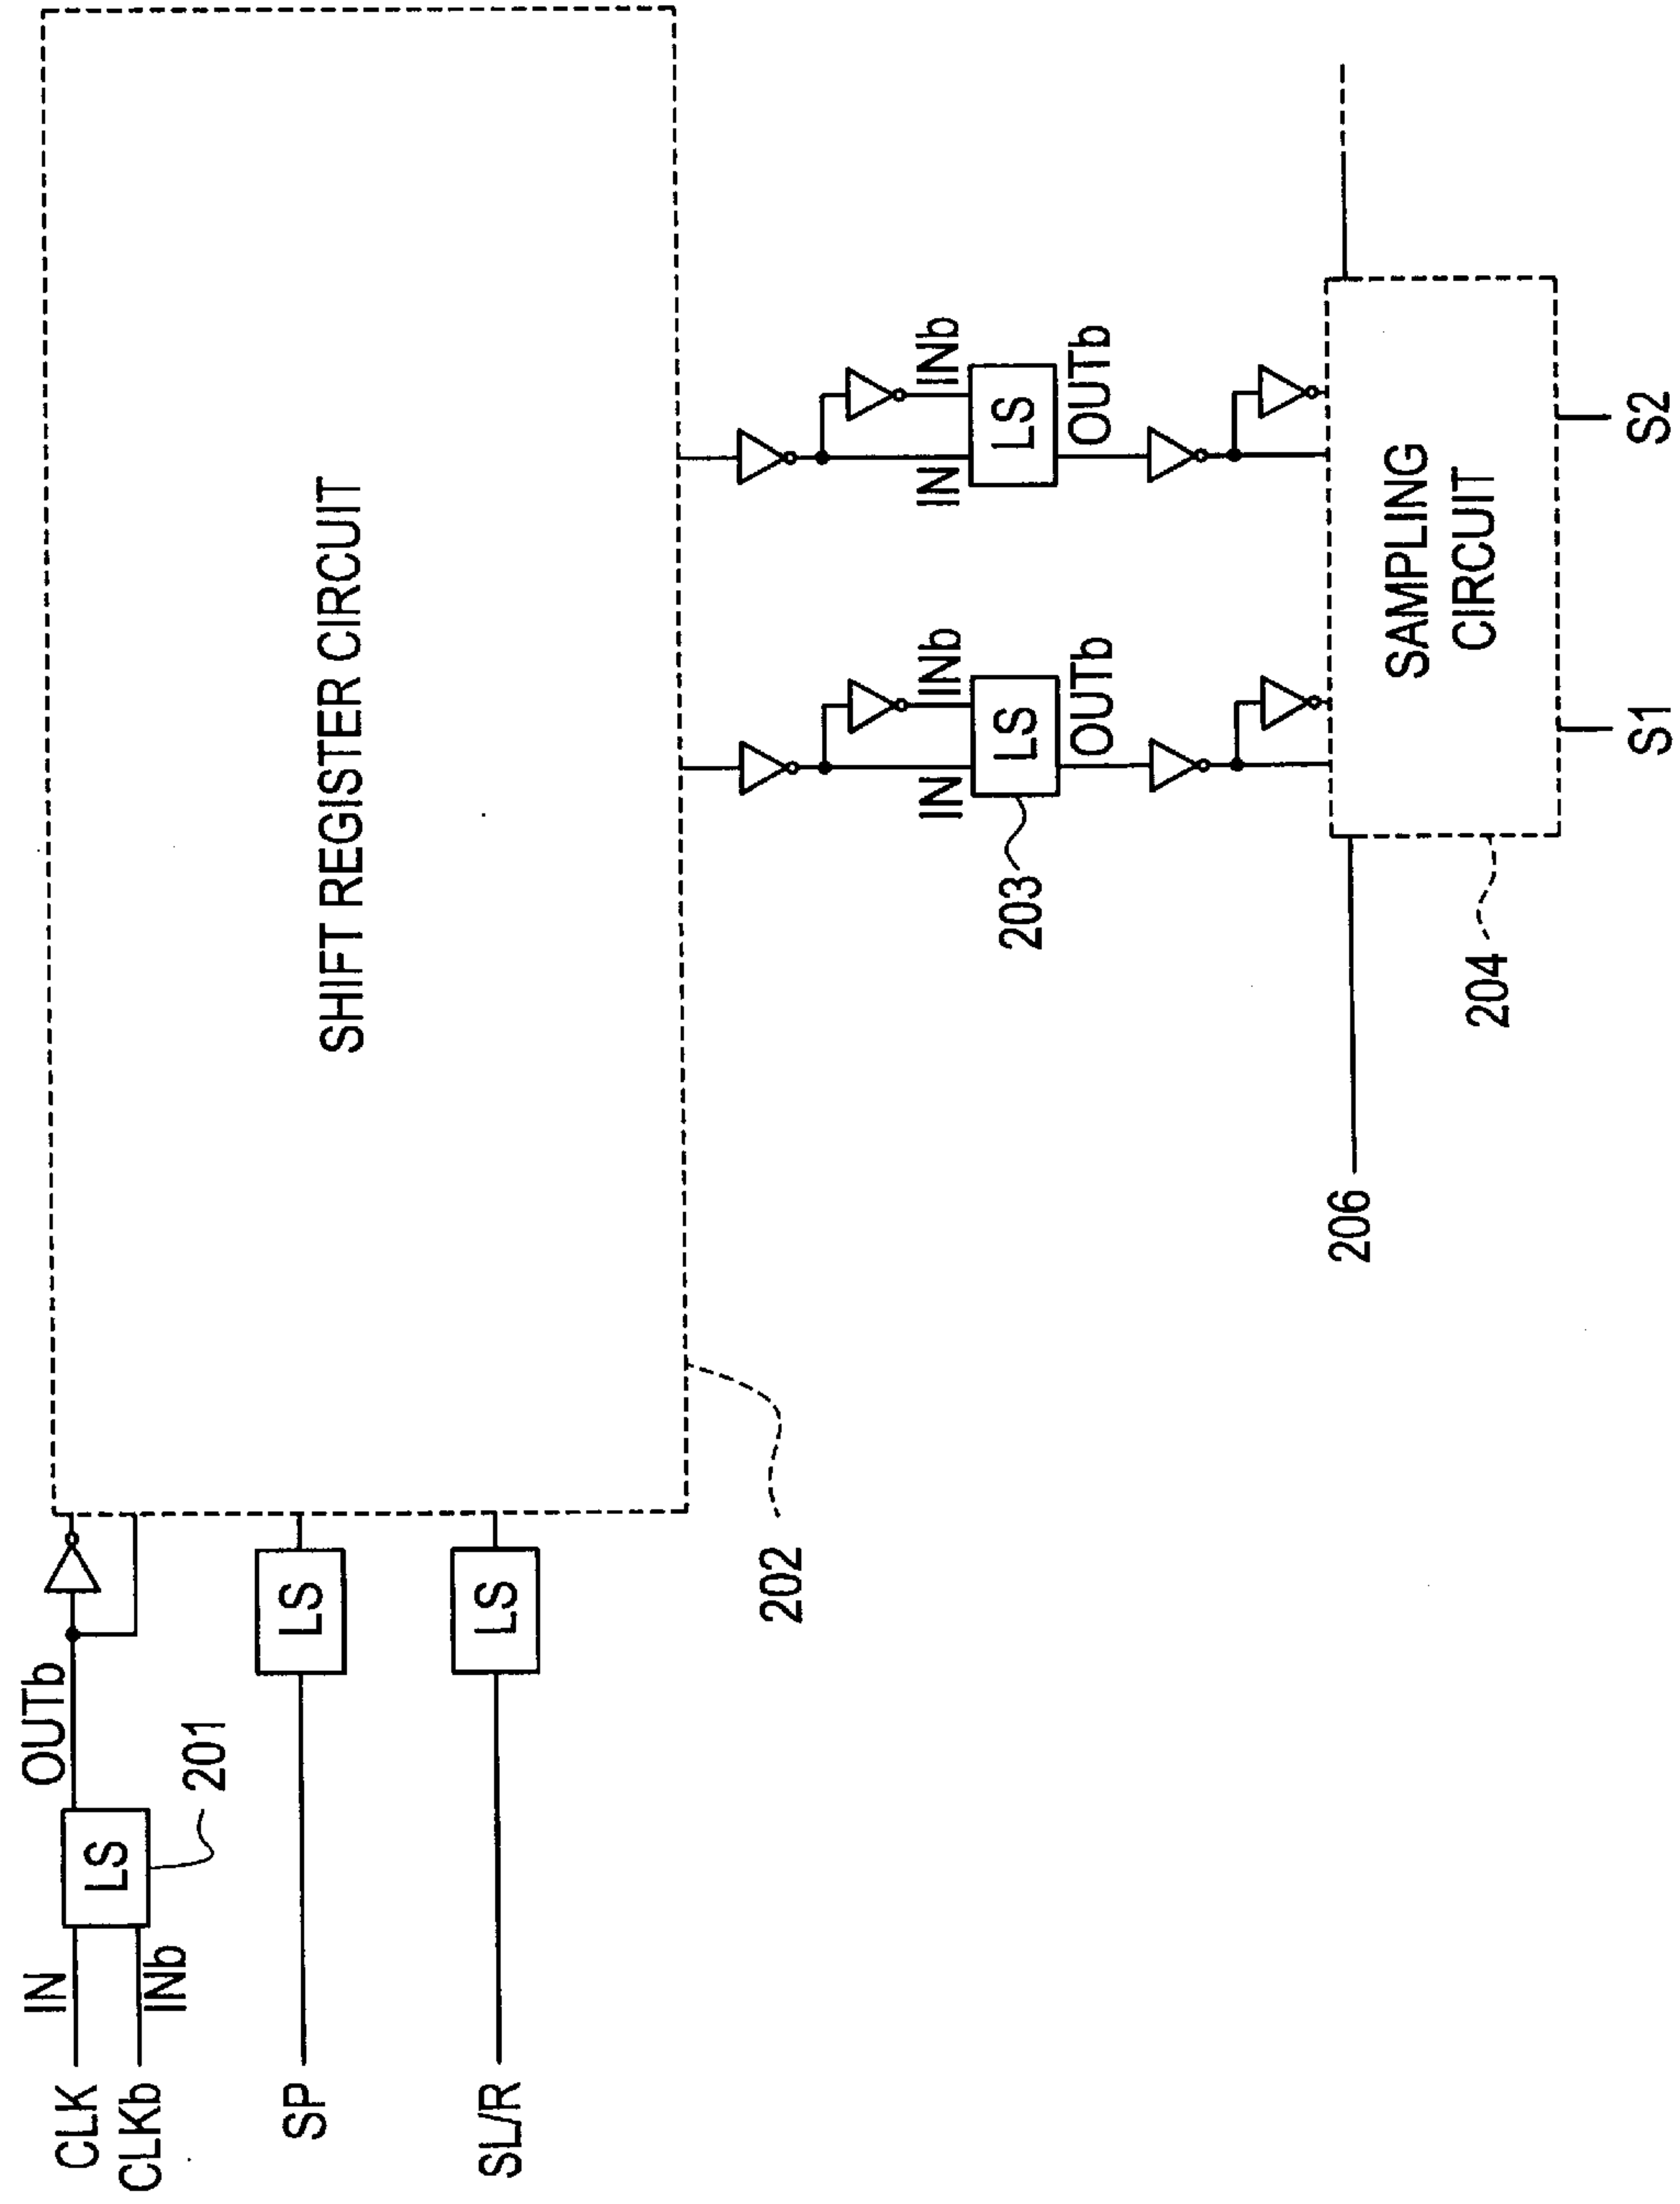 CLK
IN
CLKb
INb
LS
201
OUTb
SP
LS
SL/R
LS
SHIFT REGISTER CIRCUIT
202
IN
INb
LS
203
OUTb
IN
INb
LS
OUTb
206
SAMPLING
CIRCUIT
204
S1
S2